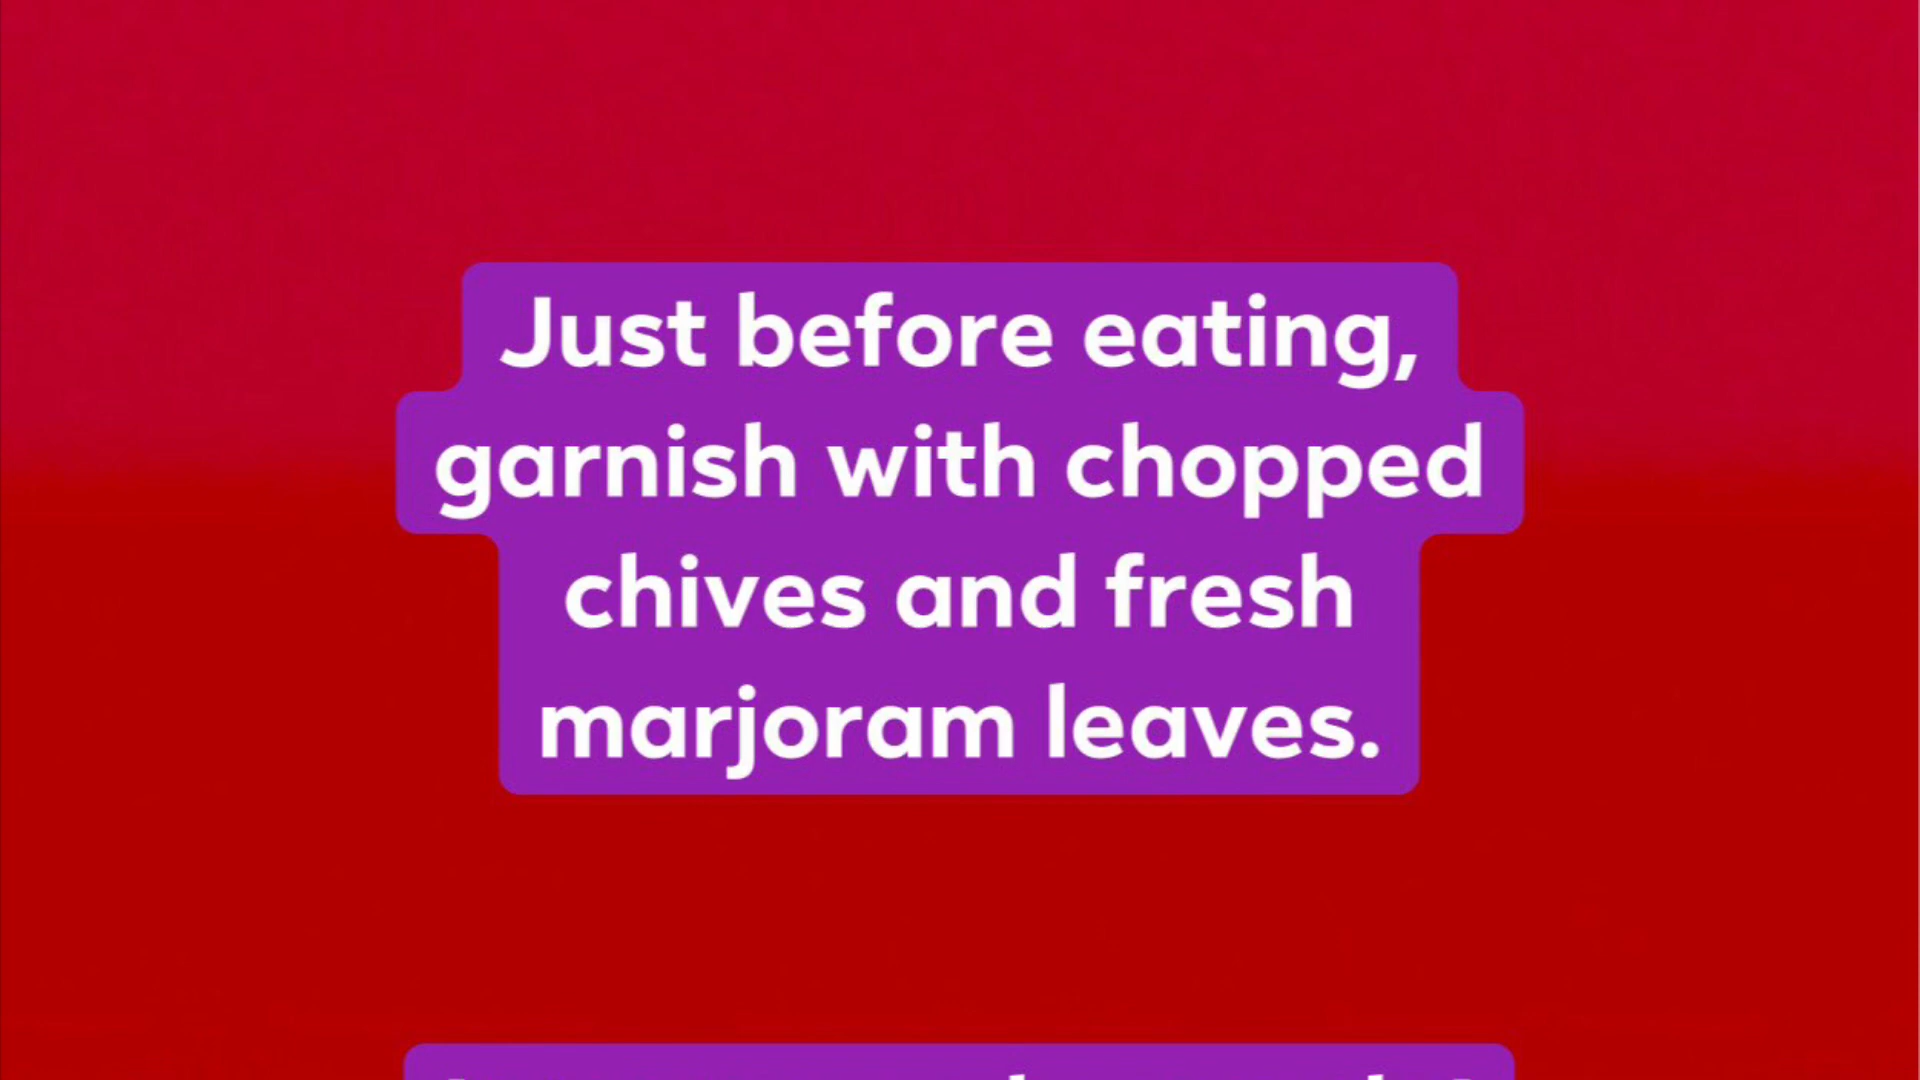 Just before eating,
garnish with chopped
chives and fresh
marjoram leaves.